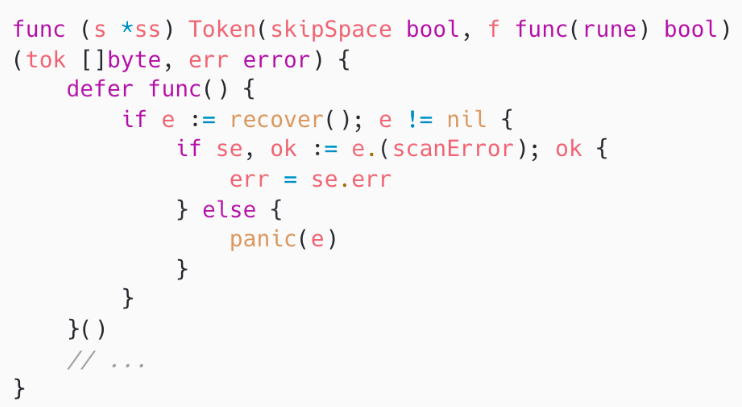 func (s *ss) Token(skipSpace bool, f func(rune) bool)
(tok []byte, err error) {
    defer func() {
        if e := recover(); e != nil {
            if se, ok := e.(scanError); ok {
                err = se.err
            } else {
                panic(e)
            }
        }
    }()
    // ...
}